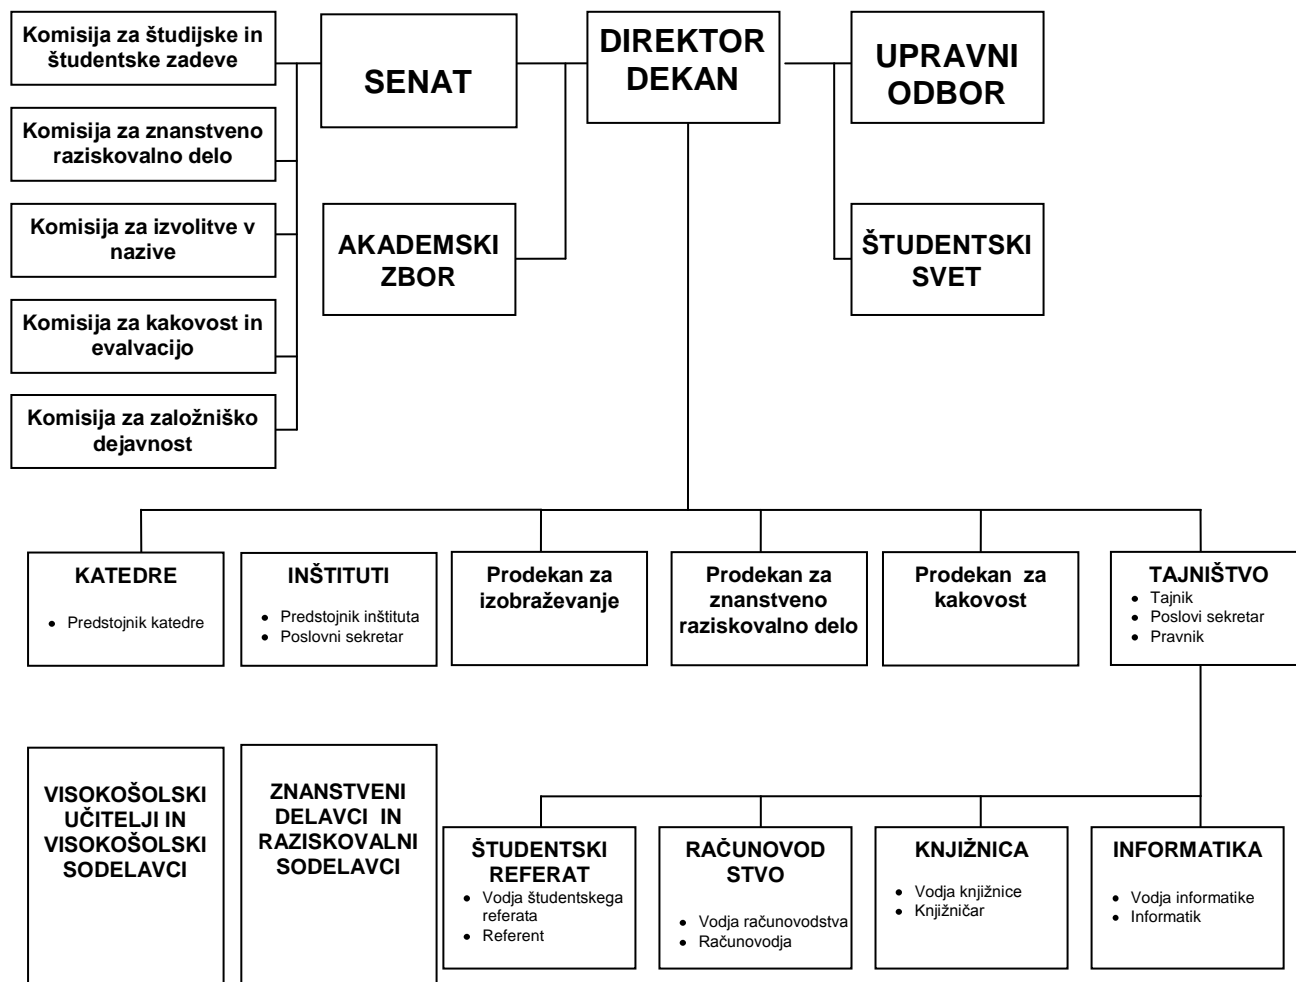 Komisija za študijske in
študentske zadeve
SENAT
DIREKTOR
DEKAN
UPRAVNI
ODBOR
Komisija za znanstveno
raziskovalno delo
Komisija za izvolitve v
nazive
AKADEMSKI
ZBOR
ŠTUDENTSKI
SVET
Komisija za kakovost in
evalvacijo
Komisija za založniško
dejavnost
KATEDRE
• Predstojnik katedre
INŠTITUTI
• Predstojnik inštituta
• Poslovni sekretar
Prodekan za
izobraževanje
Prodekan za
znanstveno
raziskovalno delo
Prodekan za
kakovost
TAJNIŠTVO
• Tajnik
• Poslovi sekretar
• Pravnik
VISOKOŠOLSKI
UČITELJI IN
VISOKOŠOLSKI
SODELAVCI
ZNANSTVENI
DELAVCI IN
RAZISKOVALNI
SODELAVCI
ŠTUDENTSKI
REFERAT
• Vodja študentskega
referata
• Referent
RAČUNOVOD
STVO
• Vodja računovodstva
• Računovodja
KNJIŽNICA
• Vodja knjižnice
• Knjižničar
INFORMATIKA
• Vodja informatike
• Informatik